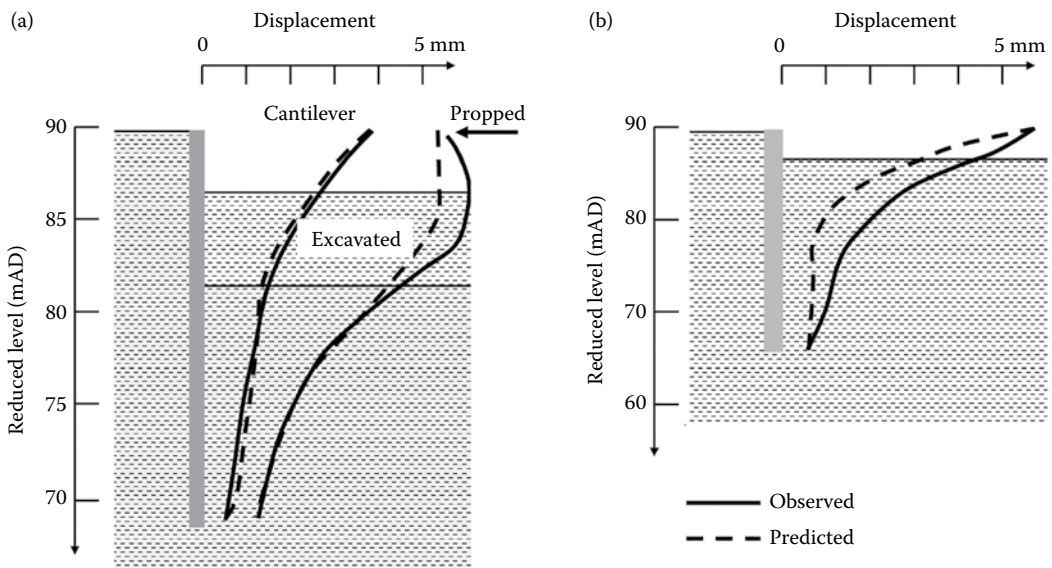 (a)
Displacement
0
5 mm
Cantilever
Propped
90
85
Excavated
80
75
70
Reduced level (mAD)
(b)
Displacement
0
5 mm
90
80
70
60
Reduced level (mAD)
Observed
Predicted